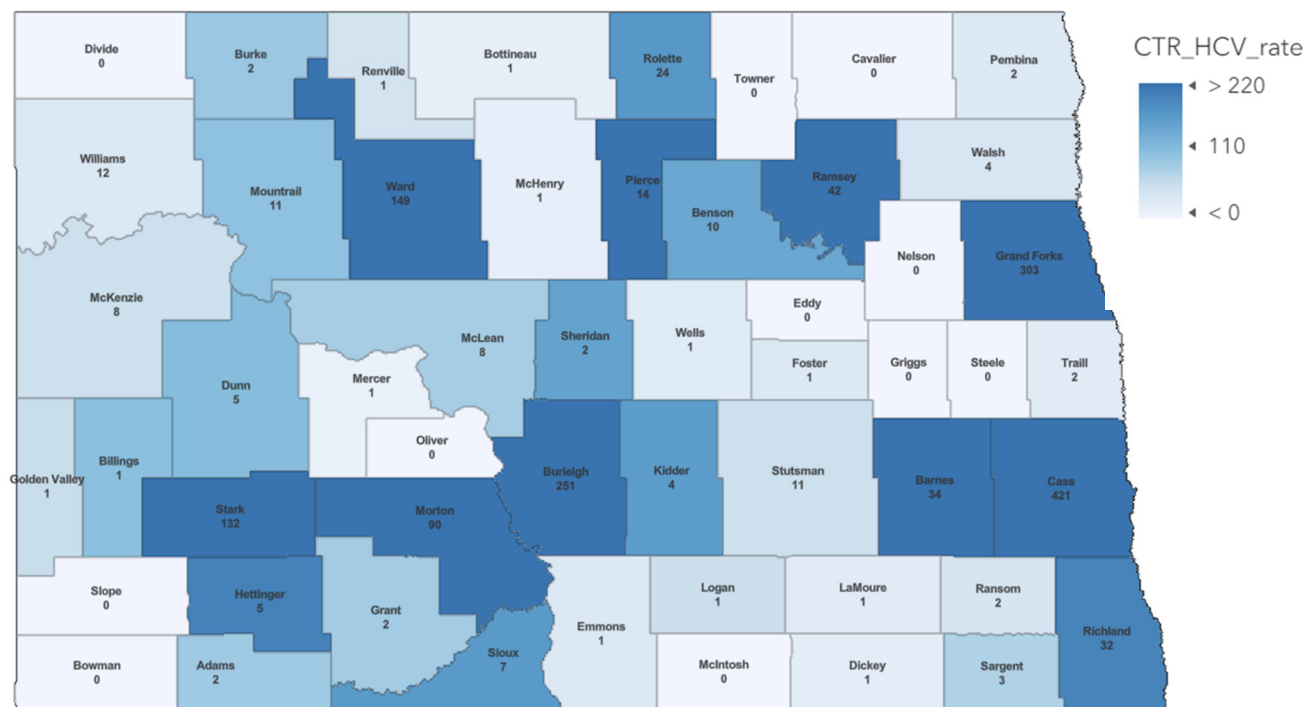 Divide
0
Burke
2
Renville
1
Bottineau
1
Rolette
24
Towner
0
Cavalier
0
Pembina
2
CTR_HCV_rate
> 220
110
< 0
Williams
12
Mountrail
11
Ward
149
McHenry
1
Pierce
14
Benson
10
Ramsey
42
Walsh
4
Nelson
0
Grand Forks
303
McKenzie
8
Dunn
5
McLean
8
Mercer
1
Oliver
0
Sheridan
2
Wells
1
Eddy
0
Foster
1
Griggs
0
Steele
0
Traill
2
Golden Valley
1
Billings
1
Stark
132
Morton
90
Burleigh
251
Kidder
4
Stutsman
11
Barnes
34
Cass
421
Slope
0
Hettinger
5
Grant
2
Sioux
7
Emmons
1
Logan
1
LaMoure
1
Ransom
2
Richland
32
Bowman
0
Adams
2
McIntosh
0
Dickey
1
Sargent
3